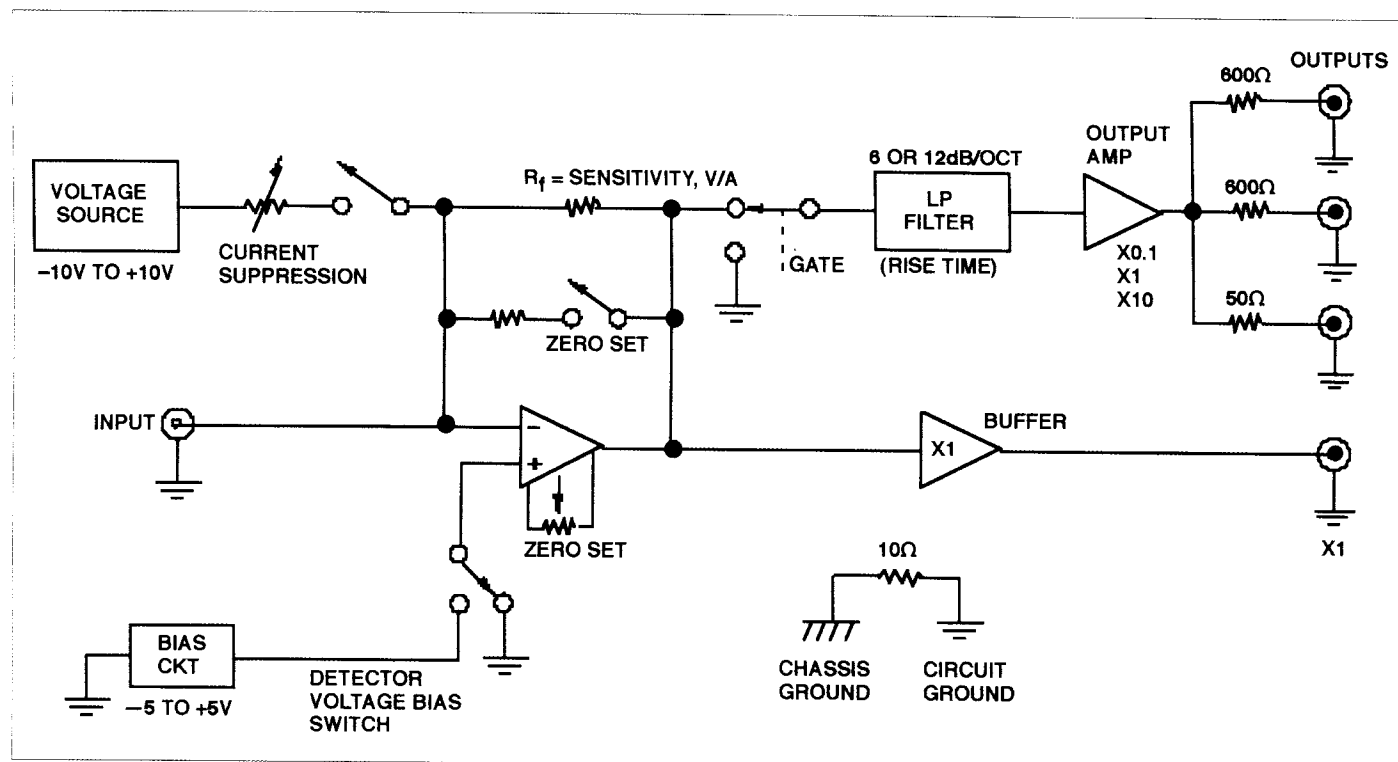 OUTPUTS
600Ω
OUTPUT
AMP
6 OR 12dB/OCT
R_f = SENSITIVITY, V/A
VOLTAGE
SOURCE
LP
FILTER
600Ω
–10V TO +10V
CURRENT
SUPPRESSION
GATE
(RISE TIME)
X0.1
X1
X10
50Ω
ZERO SET
INPUT
–
+
X1
BUFFER
ZERO SET
X1
10Ω
BIAS
CKT
–5 TO +5V
DETECTOR
VOLTAGE BIAS
SWITCH
CHASSIS
GROUND
CIRCUIT
GROUND